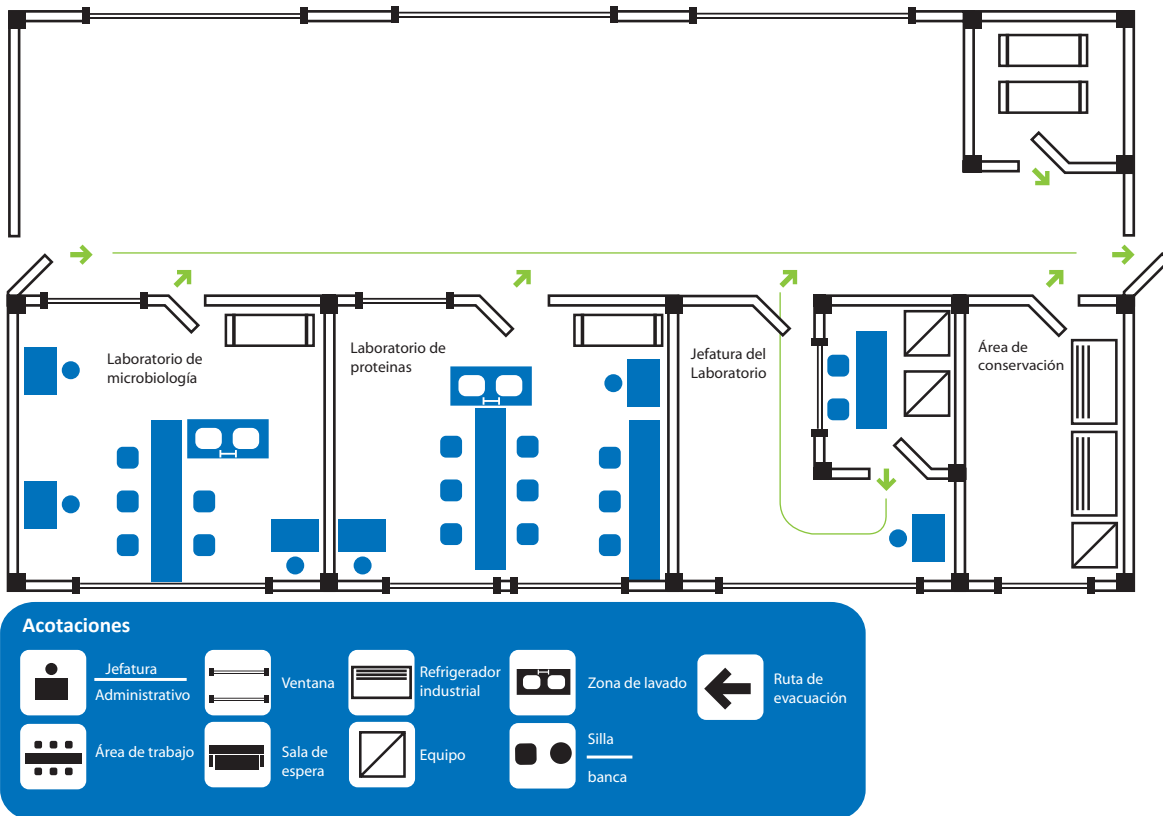 Laboratorio de
microbiología
Laboratorio de
proteinas
Jefatura del
Laboratorio
Área de
conservación
Acotaciones
Jefatura
Administrativo
Ventana
Refrigerador
industrial
Zona de lavado
Ruta de
evacuación
Área de trabajo
Sala de
espera
Equipo
Silla
banca